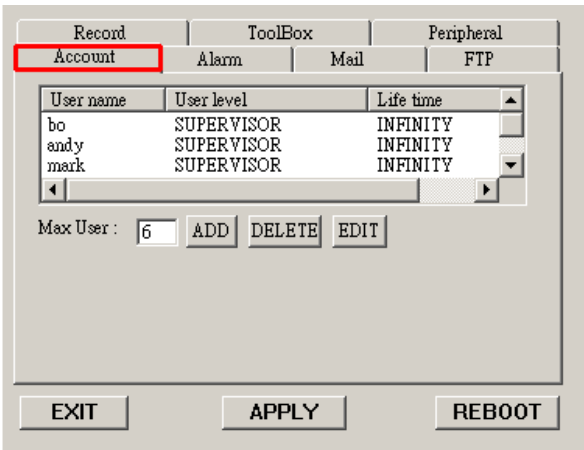 Record ToolBox Peripheral
Account Alarm Mail FTP
User name User level Life time
bo SUPERVISOR INFINITY
andy SUPERVISOR INFINITY
mark SUPERVISOR INFINITY
Max User : 6 ADD DELETE EDIT
EXIT APPLY REBOOT